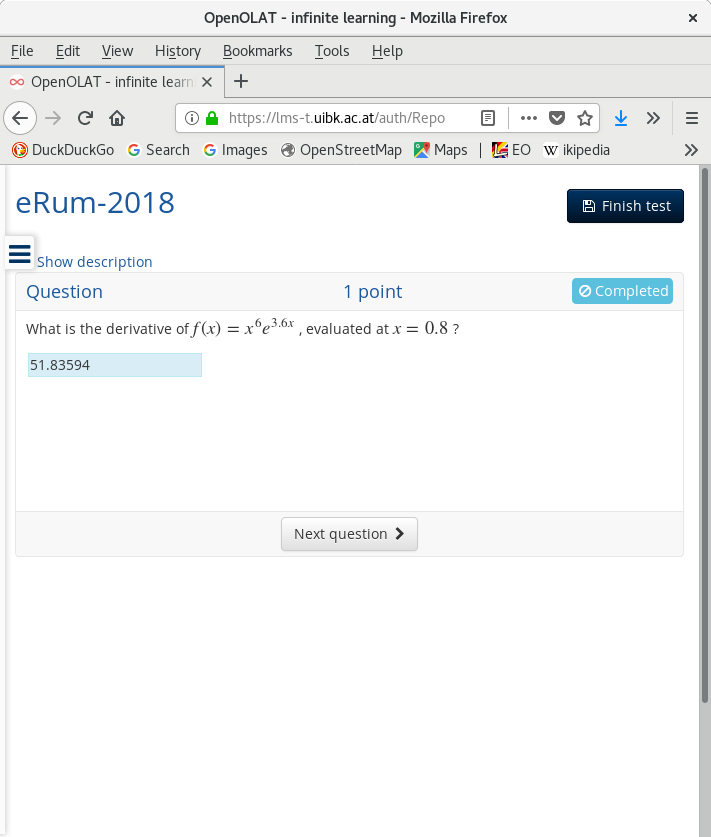 OpenOLAT - infinite learning - Mozilla Firefox ×
File Edit View History Bookmarks Tools Help
OpenOLAT - infinite learn × +
https://lms-t.uibk.ac.at/auth/Repo
DuckDuckGo Search Images OpenStreetMap Maps | EO W ikipedia
eRum-2018
Finish test
Show description
Question 1 point Completed
What is the derivative of f(x) = x⁶e^{3.6x} , evaluated at x = 0.8 ?
51.83594
Next question